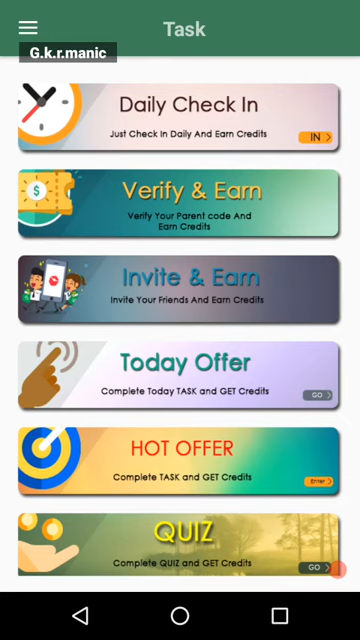 Task
G.k.r.manic
Daily Check In
Just Check In Daily And Earn Credits
IN
$
Verify & Earn
Verify Your Parent code And
Earn Credits
Invite & Earn
Invite Your Friends And Earn Credits
Today Offer
Complete Today TASK and GET Credits
GO
HOT OFFER
Complete TASK and GET Credits
Enter
QUIZ
Complete QUIZ and GET Credits
GO